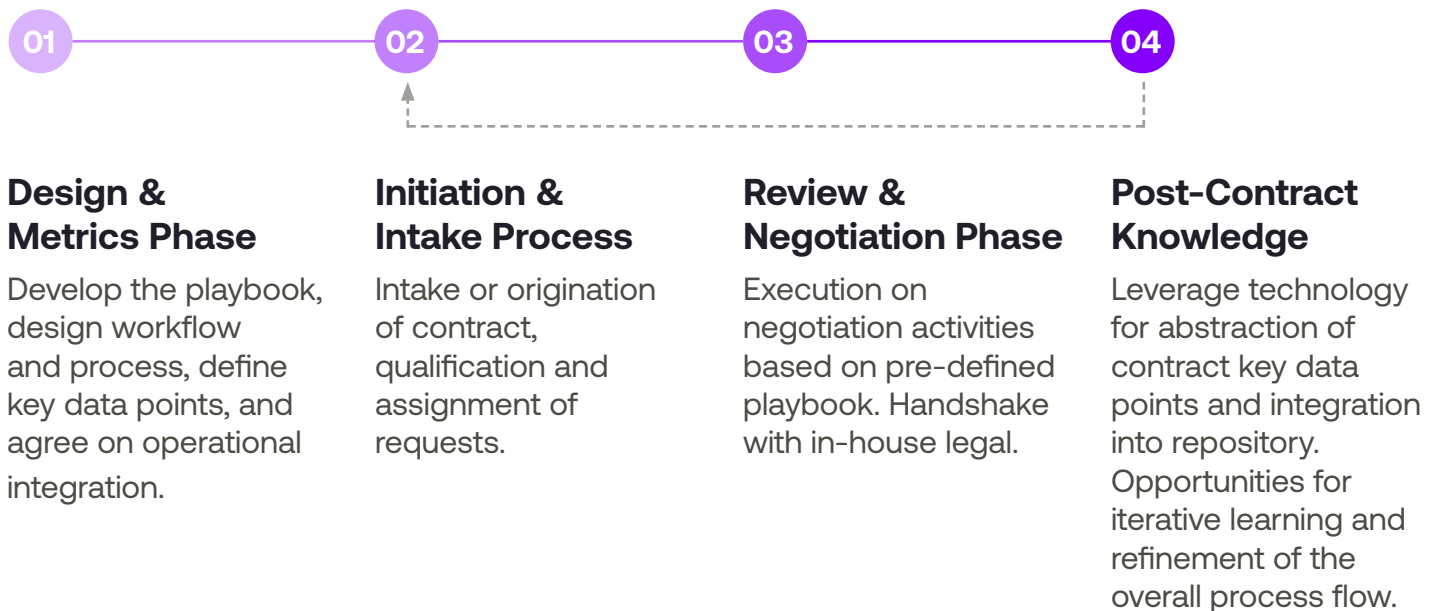 01
02
03
04
Design &
Metrics Phase
Develop the playbook,
design workflow
and process, define
key data points, and
agree on operational
integration.
Initiation &
Intake Process
Intake or origination
of contract,
qualification and
assignment of
requests.
Review &
Negotiation Phase
Execution on
negotiation activities
based on pre-defined
playbook. Handshake
with in-house legal.
Post-Contract
Knowledge
Leverage technology
for abstraction of
contract key data
points and integration
into repository.
Opportunities for
iterative learning and
refinement of the
overall process flow.